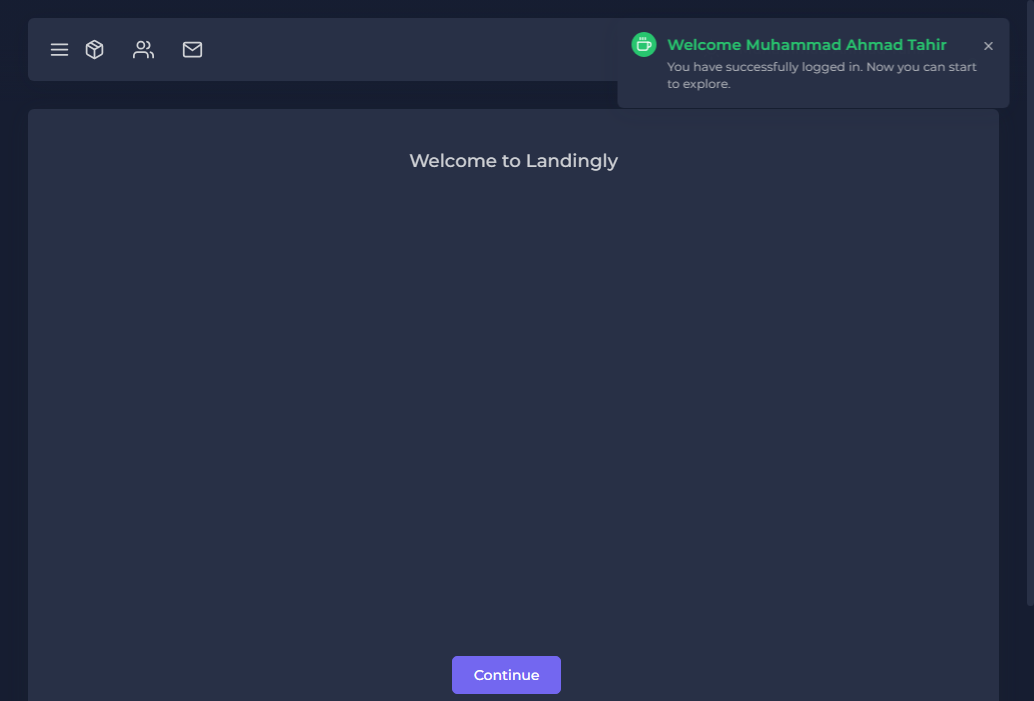 Welcome Muhammad Ahmad Tahir
You have successfully logged in. Now you can start
to explore.
Welcome to Landingly
Continue